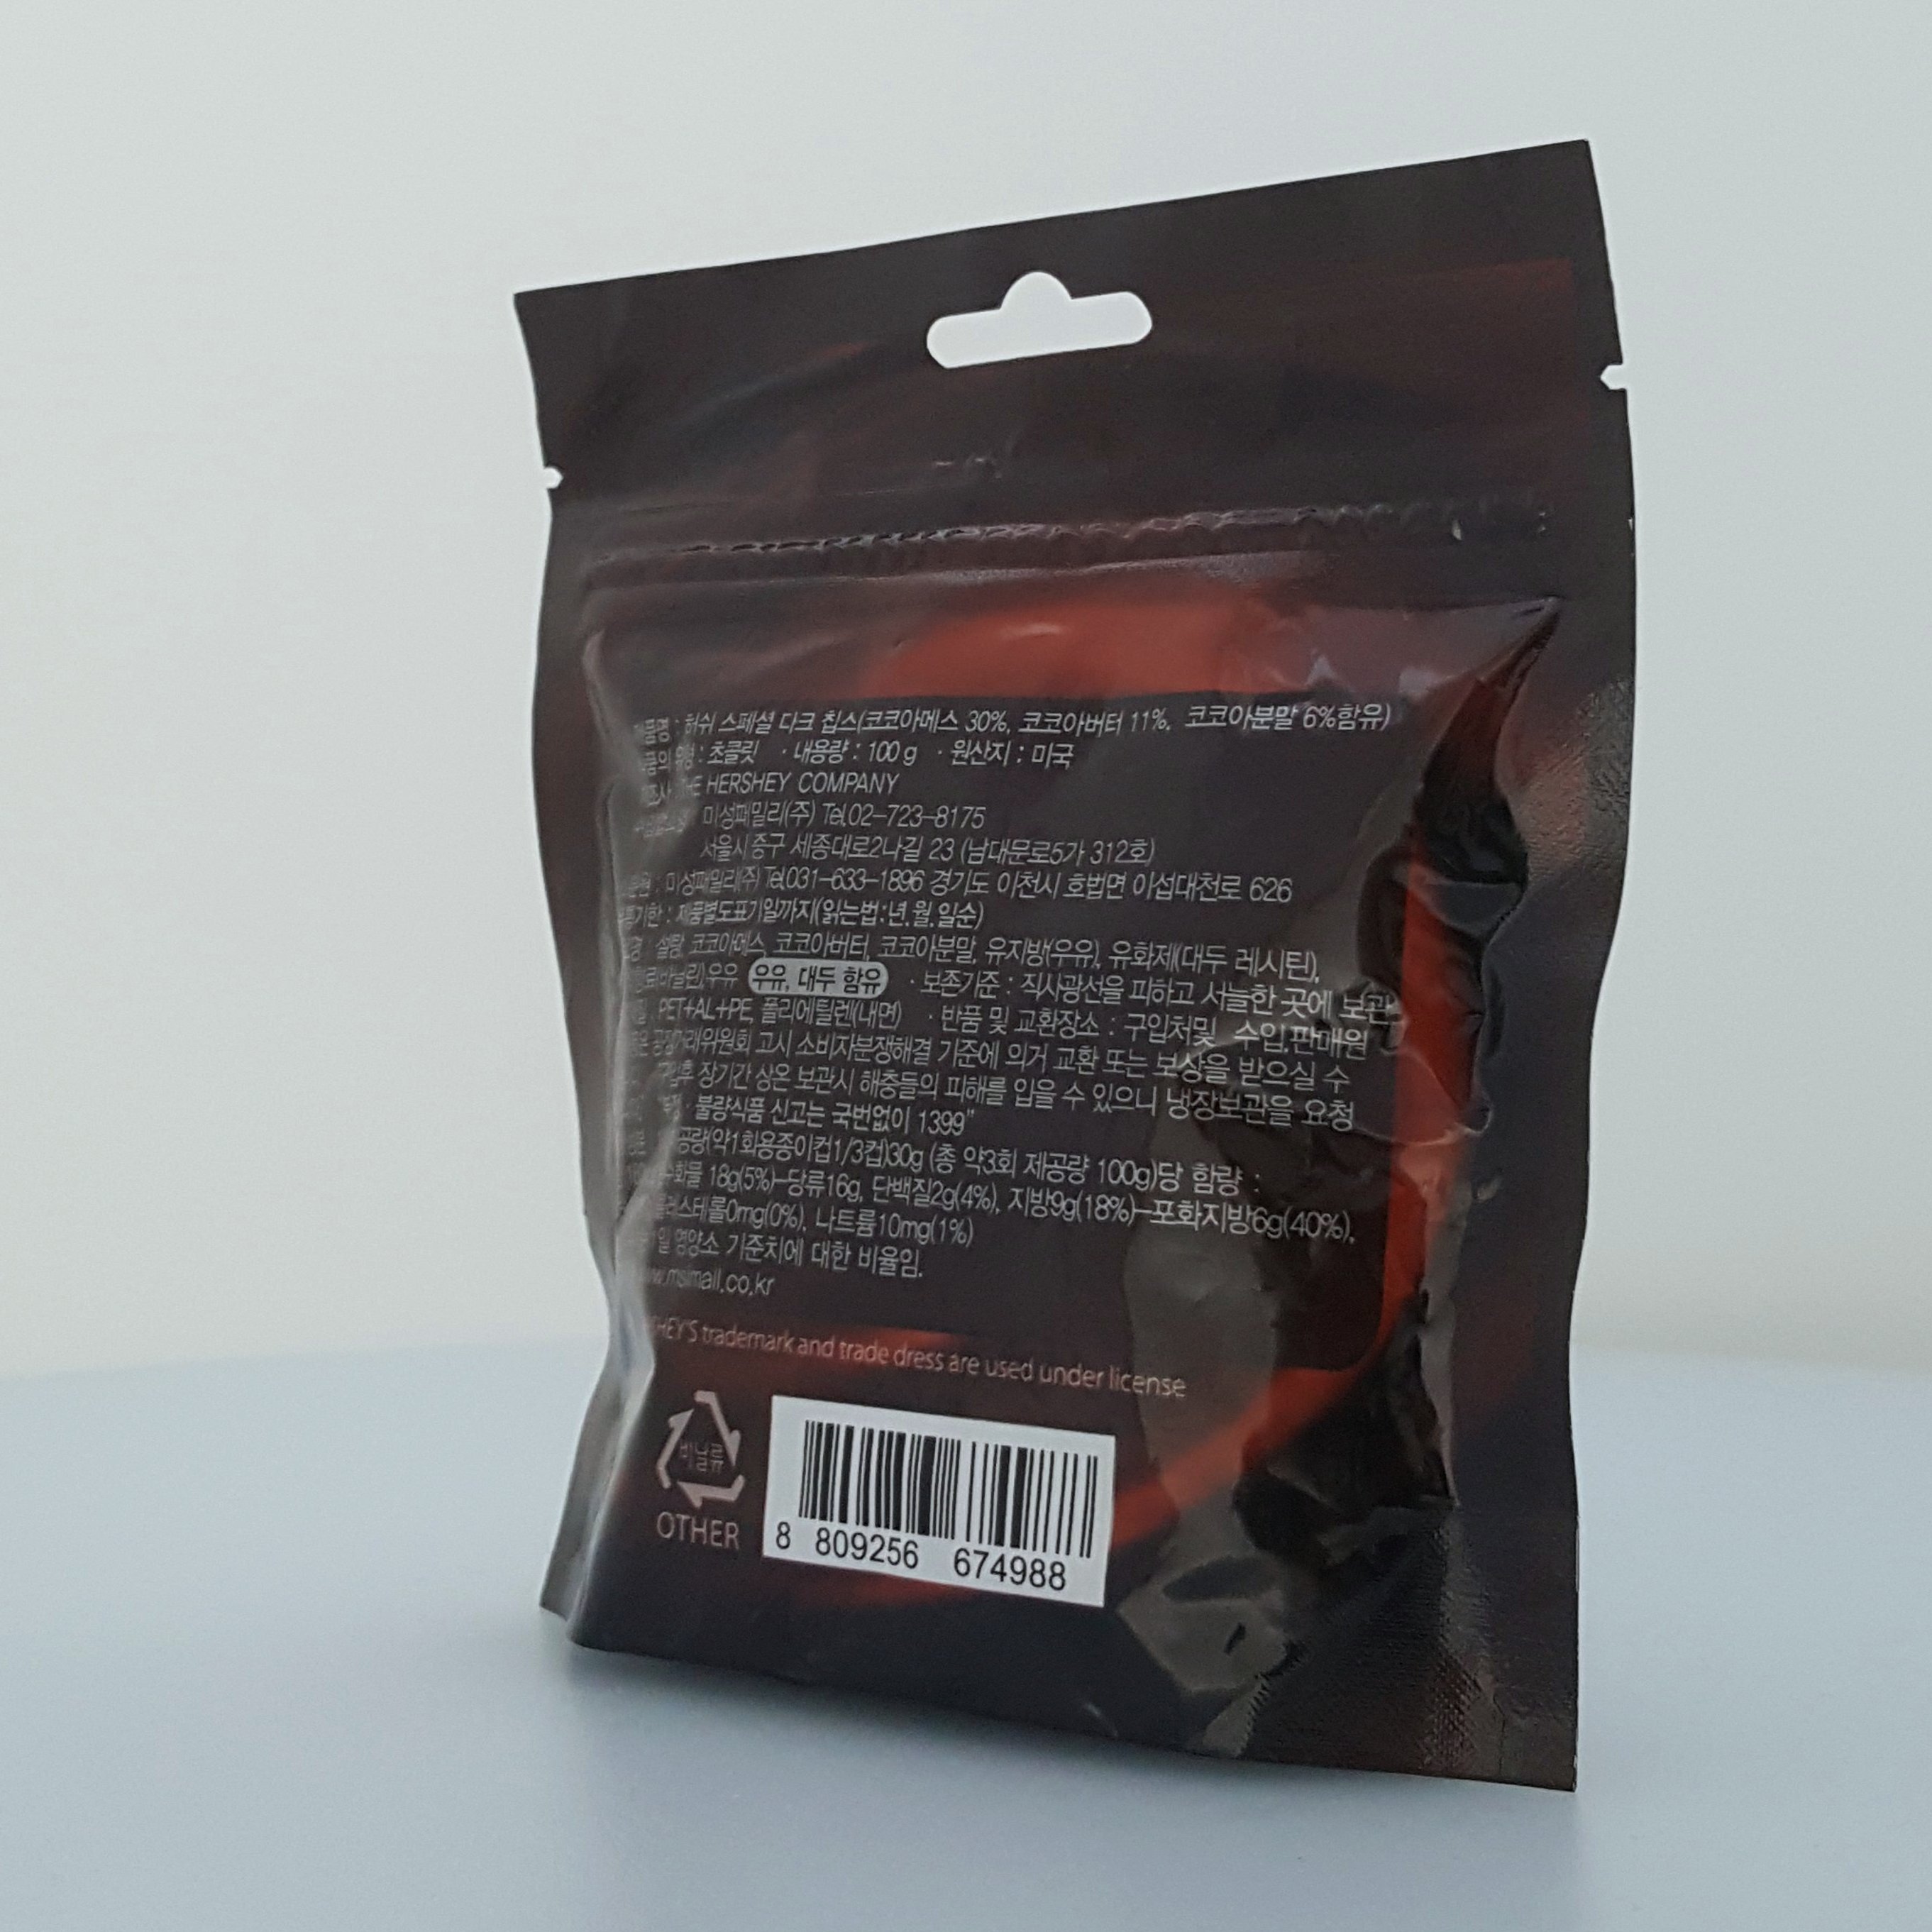 제품명 : 허쉬 스페셜 다크 칩스(코코아메스 30%, 코코아버터 11%, 코코아분말 6%함유)
유형 : 초콜릿 · 내용량 : 100 g · 원산지 : 미국
THE HERSHEY COMPANY
미성패밀리(주) Tel.02-723-8175
서울시 중구 세종대로2나길 23 (남대문로5가 312호)
: 미성패밀리(주) Tel.031-633-1896 경기도 이천시 호법면 이섭대천로 626
: 제품별도표기일까지(읽는법:년.월.일순)
: 설탕, 코코아메스, 코코아버터, 코코아분말, 유지방(우유), 유화제(대두 레시틴),
우유 우유, 대두 함유 · 보존기준 : 직사광선을 피하고 서늘한 곳에 보관
: PET+AL+PE, 폴리에틸렌(내면) · 반품 및 교환장소 : 구입처및 수입,판매원
공정거래위원회 고시 소비자분쟁해결 기준에 의거 교환 또는 보상을 받으실 수
구입후 장기간 상온 보관시 해충들의 피해를 입을 수 있으니 냉장보관을 요청
· 불량식품 신고는 국번없이 1399"
(약1회용종이컵1/3컵)30g (총 약3회 제공량 100g)당 함량 :
18g(5%)-당류16g, 단백질2g(4%), 지방9g(18%)-포화지방6g(40%),
0mg(0%), 나트륨10mg(1%)
영양소 기준치에 대한 비율임.
www.msmall.co.kr
trademark and trade dress are used under license
비닐류
OTHER
8 809256 674988